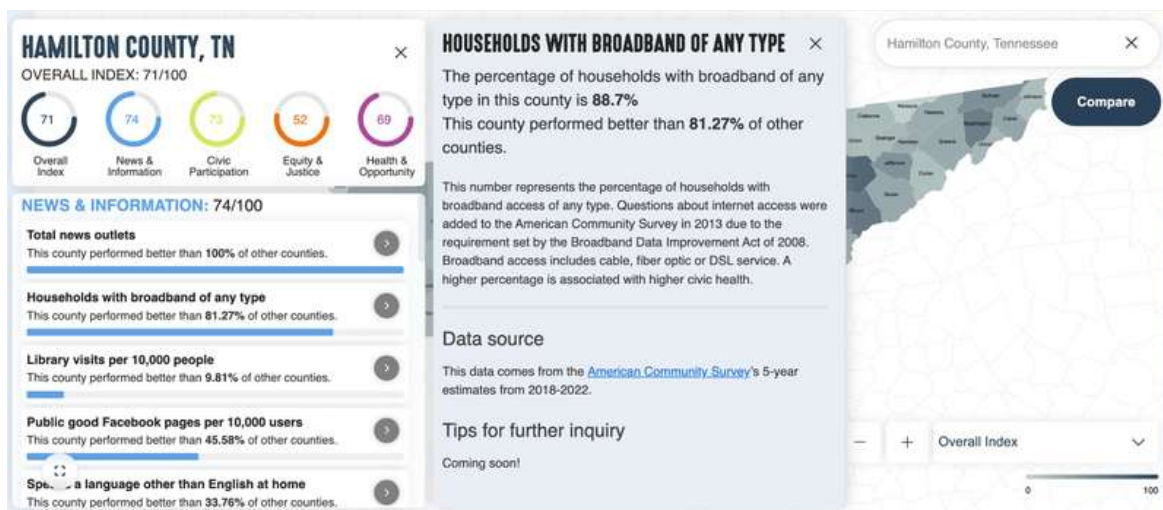 HAMILTON COUNTY, TN
OVERALL INDEX: 71/100
71
74
73
52
69
Overall Index
News & Information
Civic Participation
Equity & Justice
Health & Opportunity
NEWS & INFORMATION: 74/100
Total news outlets
This county performed better than 100% of other counties.
Households with broadband of any type
This county performed better than 81.27% of other counties.
Library visits per 10,000 people
This county performed better than 9.81% of other counties.
Public good Facebook pages per 10,000 users
This county performed better than 45.58% of other counties.
a language other than English at home
This county performed better than 33.76% of other counties.
HOUSEHOLDS WITH BROADBAND OF ANY TYPE
The percentage of households with broadband of any
type in this county is 88.7%
This county performed better than 81.27% of other
counties.
This number represents the percentage of households with
broadband access of any type. Questions about internet access were
added to the American Community Survey in 2013 due to the
requirement set by the Broadband Data Improvement Act of 2008.
Broadband access includes cable, fiber optic or DSL service. A
higher percentage is associated with higher civic health.
Data source
This data comes from the American Community Survey's 5-year
estimates from 2018-2022.
Tips for further inquiry
Coming soon!
Hamilton County, Tennessee
Compare
Overall Index
0
100